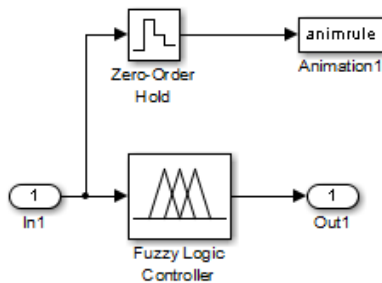 animrule
Zero-Order
Hold
Animation1
1
In1
Fuzzy Logic
Controller
1
Out1